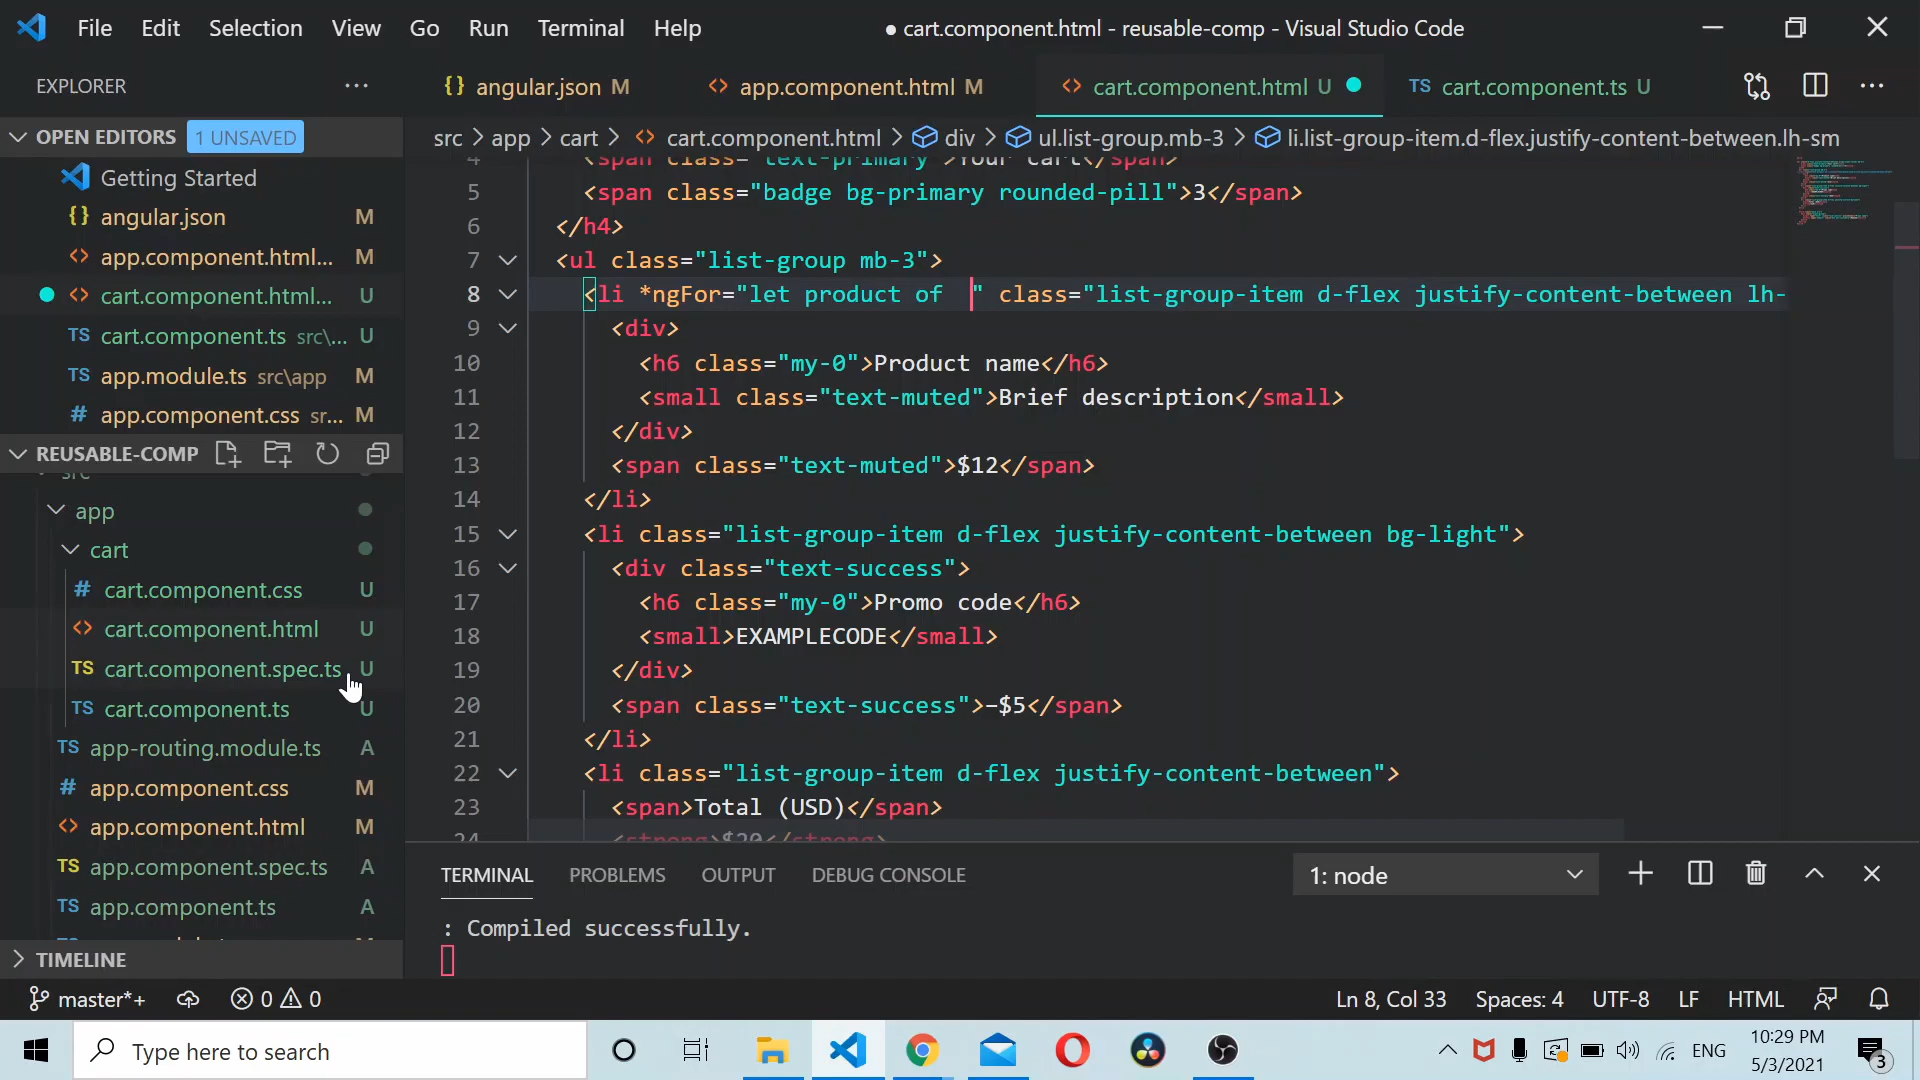 File Edit Selection View Go Run Terminal Help
● cart.component.html - reusable-comp - Visual Studio Code
EXPLORER
angular.json M
app.component.html M
cart.component.html U
TS cart.component.ts U
OPEN EDITORS 1 UNSAVED
src > app > cart > cart.component.html > div > ul.list-group.mb-3 > li.list-group-item.d-flex.justify-content-between.lh-sm
Getting Started
{} angular.json M
<> app.component.html... M
<> cart.component.html... U
TS cart.component.ts src\... U
TS app.module.ts src\app M
# app.component.css sr... M
REUSABLE-COMP
src
app
cart
# cart.component.css U
<> cart.component.html U
TS cart.component.spec.ts U
TS cart.component.ts U
TS app-routing.module.ts A
# app.component.css M
<> app.component.html M
TS app.component.spec.ts A
TS app.component.ts A
TIMELINE
4 <span class="text-primary">Your cart</span>
5 <span class="badge bg-primary rounded-pill">3</span>
6 </h4>
7 <ul class="list-group mb-3">
8 <li *ngFor="let product of  " class="list-group-item d-flex justify-content-between lh-
9 <div>
10 <h6 class="my-0">Product name</h6>
11 <small class="text-muted">Brief description</small>
12 </div>
13 <span class="text-muted">$12</span>
14 </li>
15 <li class="list-group-item d-flex justify-content-between bg-light">
16 <div class="text-success">
17 <h6 class="my-0">Promo code</h6>
18 <small>EXAMPLECODE</small>
19 </div>
20 <span class="text-success">−$5</span>
21 </li>
22 <li class="list-group-item d-flex justify-content-between">
23 <span>Total (USD)</span>
24 <strong>$20</strong>
TERMINAL PROBLEMS OUTPUT DEBUG CONSOLE
1: node
: Compiled successfully.
master*+ 0 0
Ln 8, Col 33 Spaces: 4 UTF-8 LF HTML
Type here to search
ENG
10:29 PM
5/3/2021
3